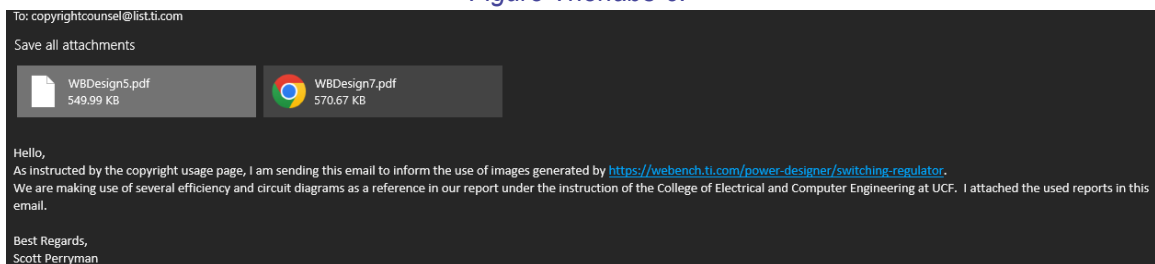 To: copyrightcounsel@list.ti.com
Save all attachments
WBDesign5.pdf
549.99 KB
WBDesign7.pdf
570.67 KB
Hello,
As instructed by the copyright usage page, I am sending this email to inform the use of images generated by https://webench.ti.com/power-designer/switching-regulator.
We are making use of several efficiency and circuit diagrams as a reference in our report under the instruction of the College of Electrical and Computer Engineering at UCF.  I attached the used reports in this
email.
Best Regards,
Scott Perryman